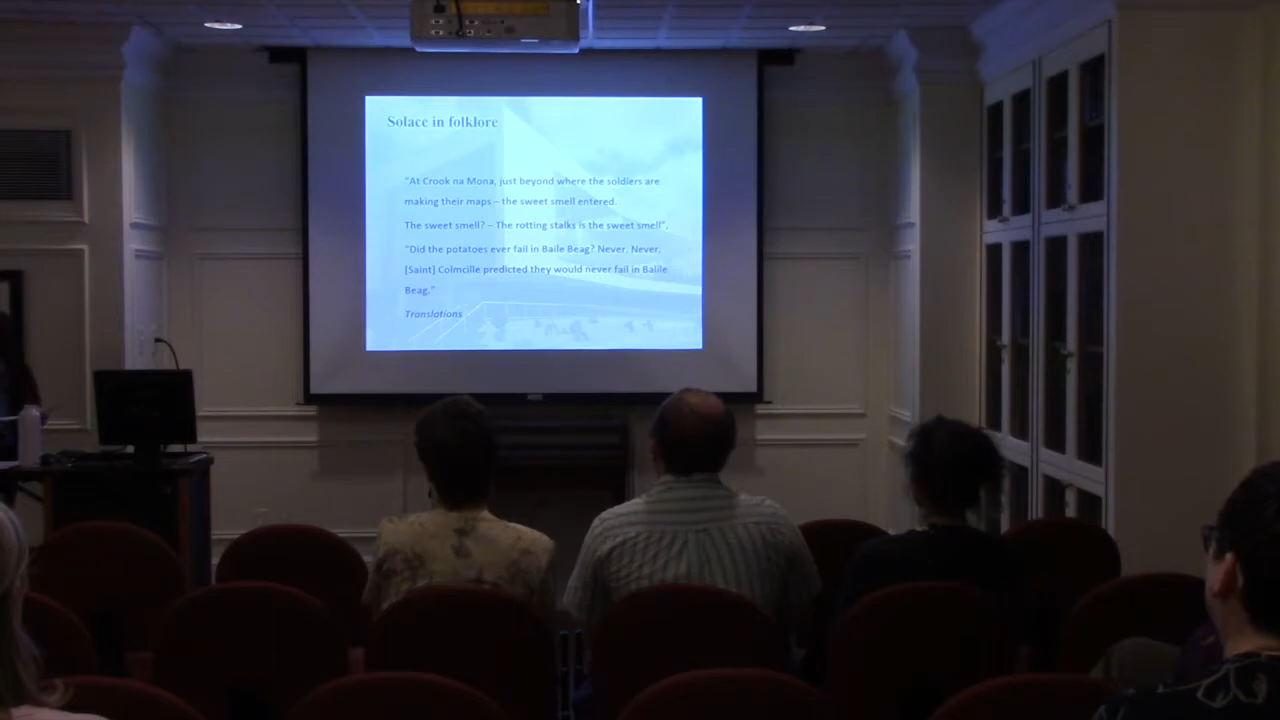 Solace in folklore
"At Crook na Mona, just beyond where the soldiers are
making their maps – the sweet smell entered.
The sweet smell? – The rotting stalks is the sweet smell",
"Did the potatoes ever fail in Baile Beag? Never. Never,
[Saint] Colmcille predicted they would never fail in Balile
Beag."
Translations